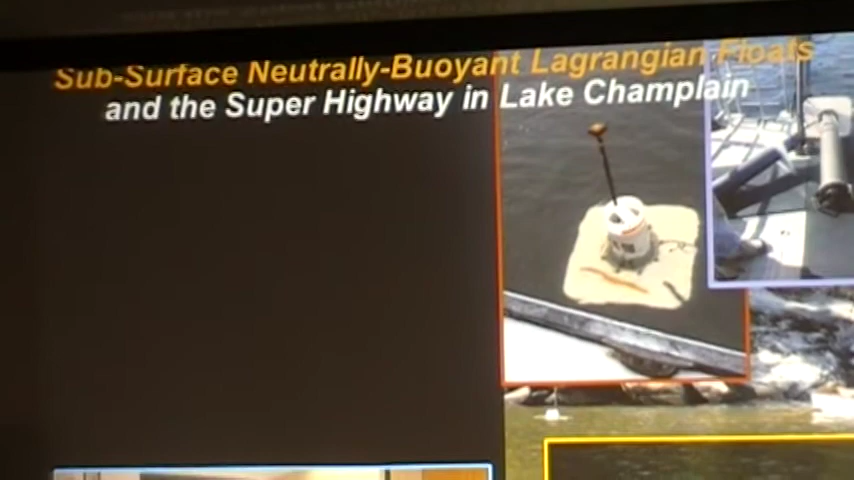 Sub-Surface Neutrally-Buoyant Lagrangian Floats
and the Super Highway in Lake Champlain